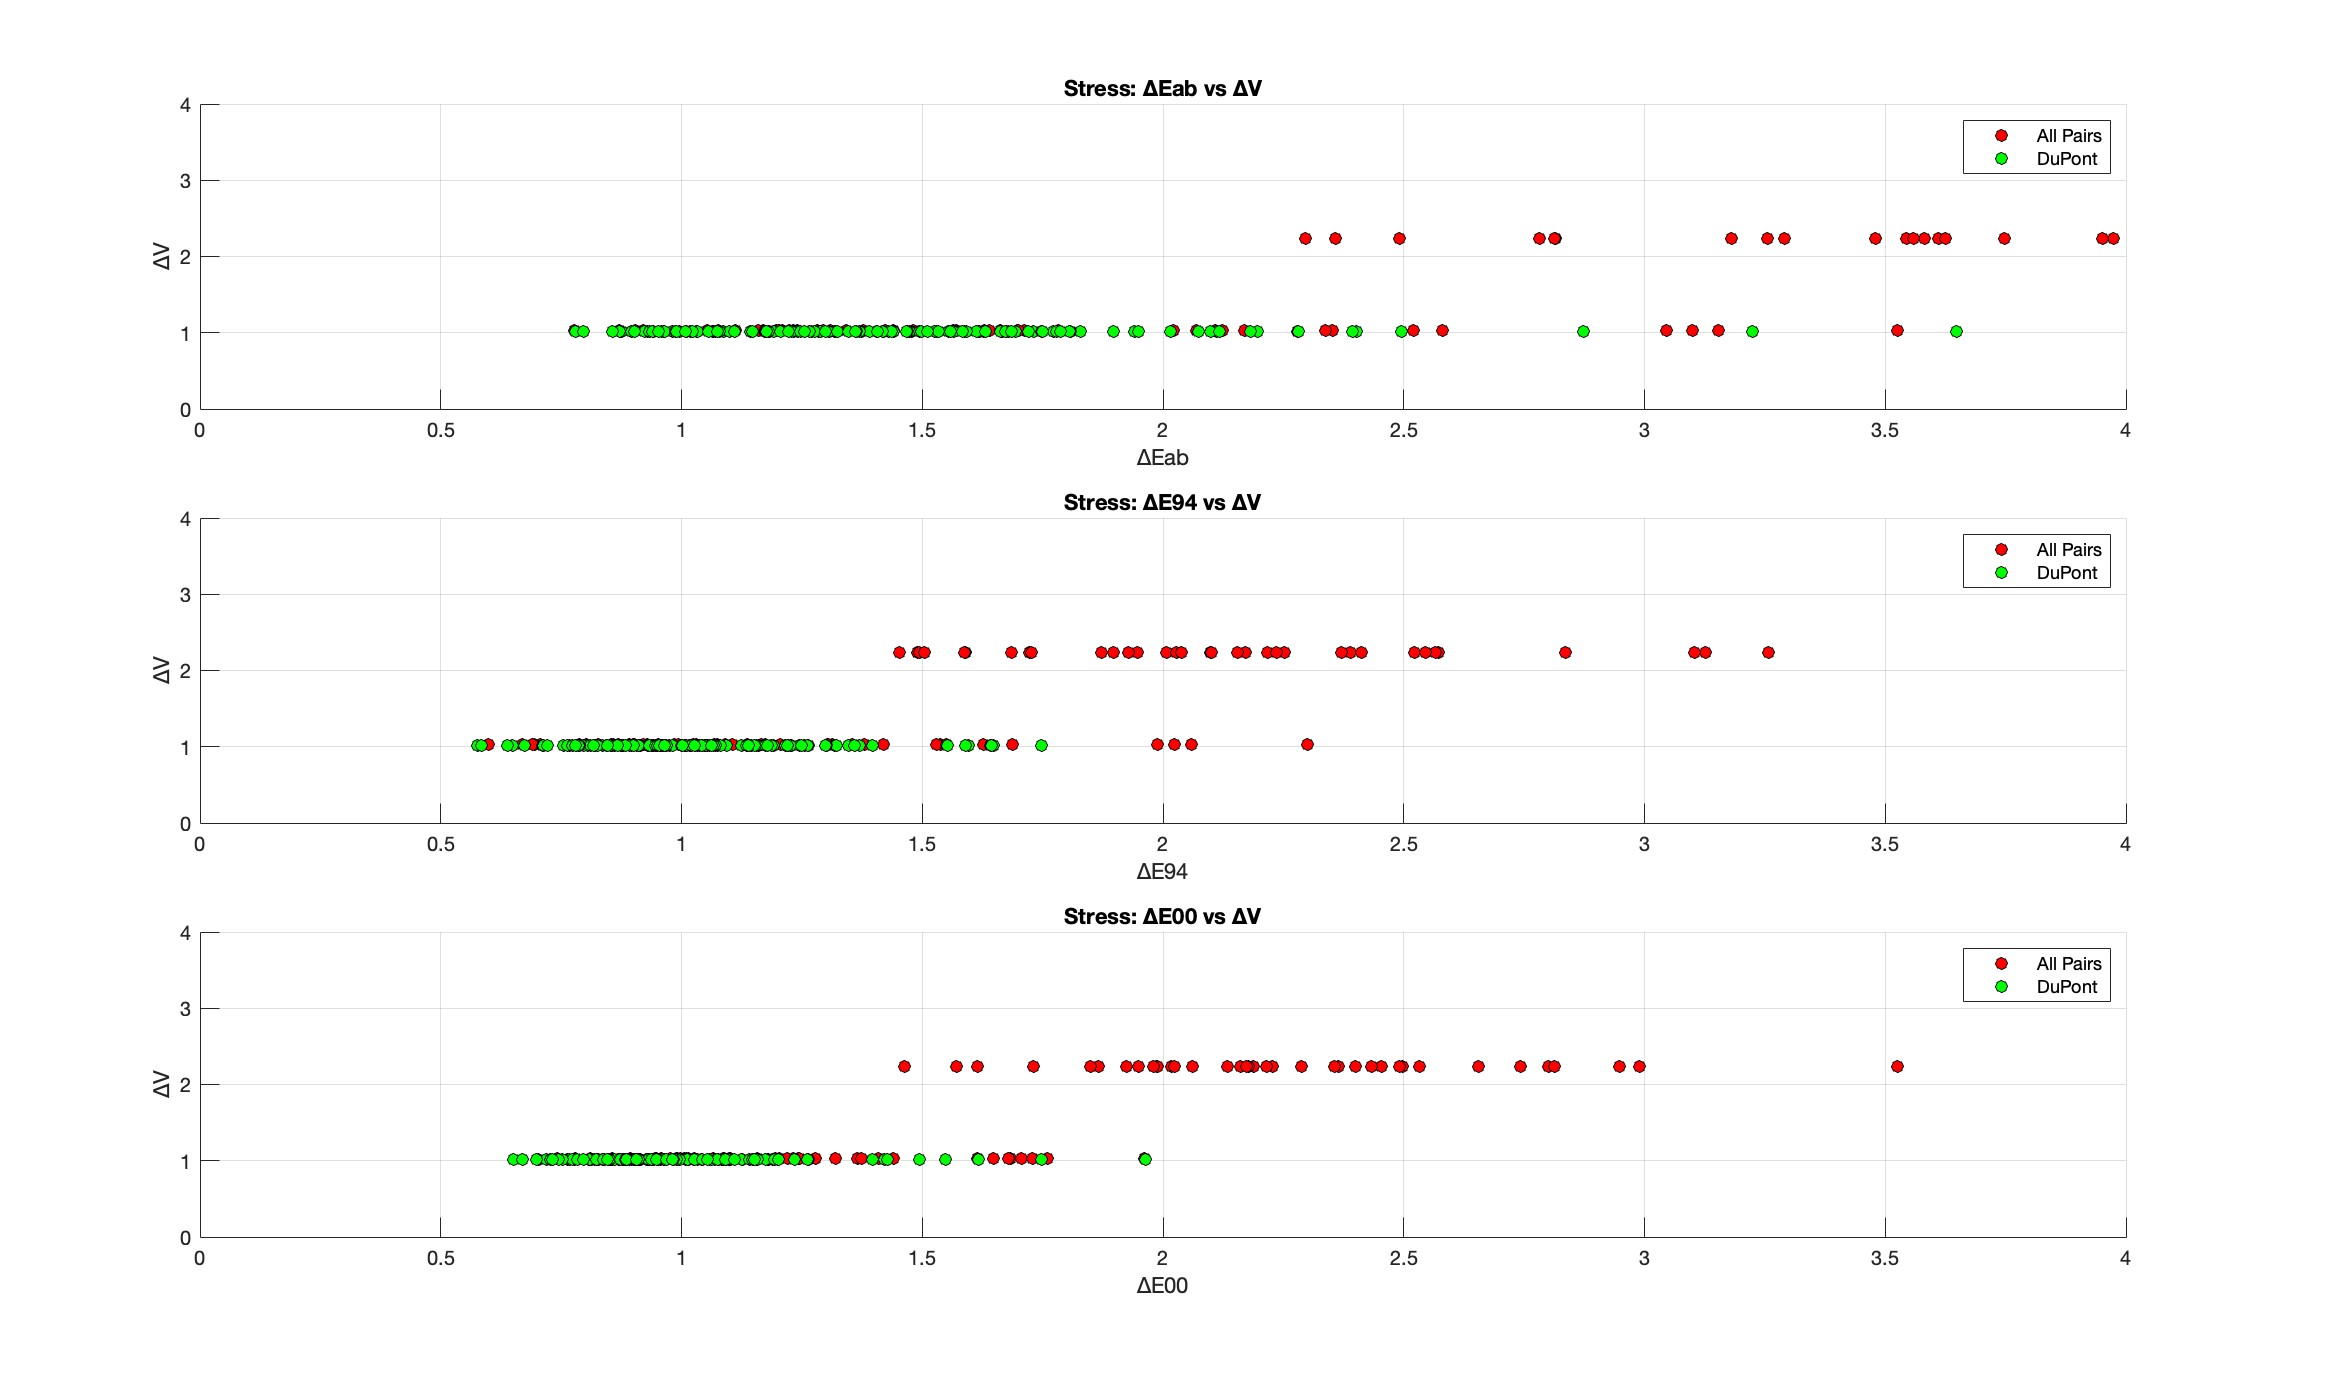 Stress: ΔEab vs ΔV
4
3
2
1
0
ΔV
All Pairs
DuPont
0 0.5 1 1.5 2 2.5 3 3.5 4
ΔEab
Stress: ΔE94 vs ΔV
4
3
2
1
0
ΔV
All Pairs
DuPont
0 0.5 1 1.5 2 2.5 3 3.5 4
ΔE94
Stress: ΔE00 vs ΔV
4
3
2
1
0
ΔV
All Pairs
DuPont
0 0.5 1 1.5 2 2.5 3 3.5 4
ΔE00